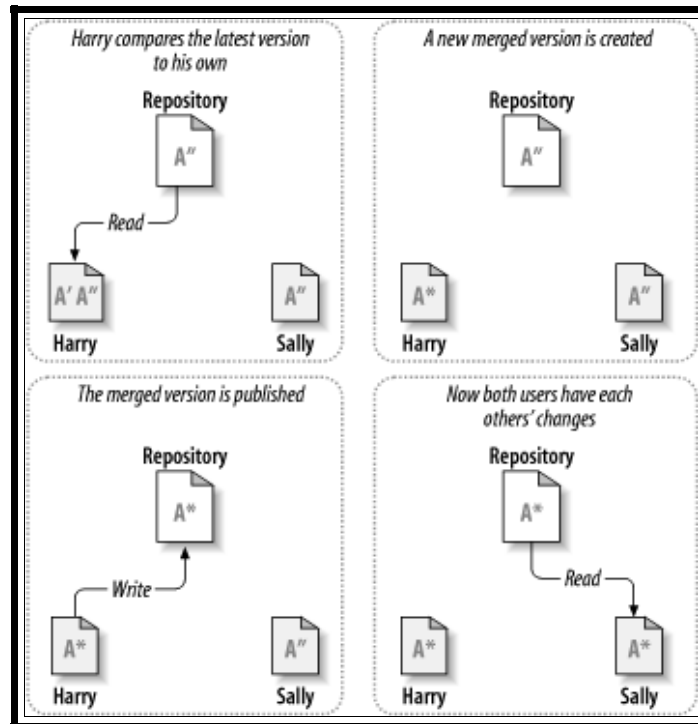 Harry compares the latest version
to his own
Repository
A″
Read
A′ A″
A″
Harry
Sally
A new merged version is created
Repository
A″
A*
A″
Harry
Sally
The merged version is published
Repository
A*
Write
A*
A″
Harry
Sally
Now both users have each
others’ changes
Repository
A*
Read
A*
A*
Harry
Sally